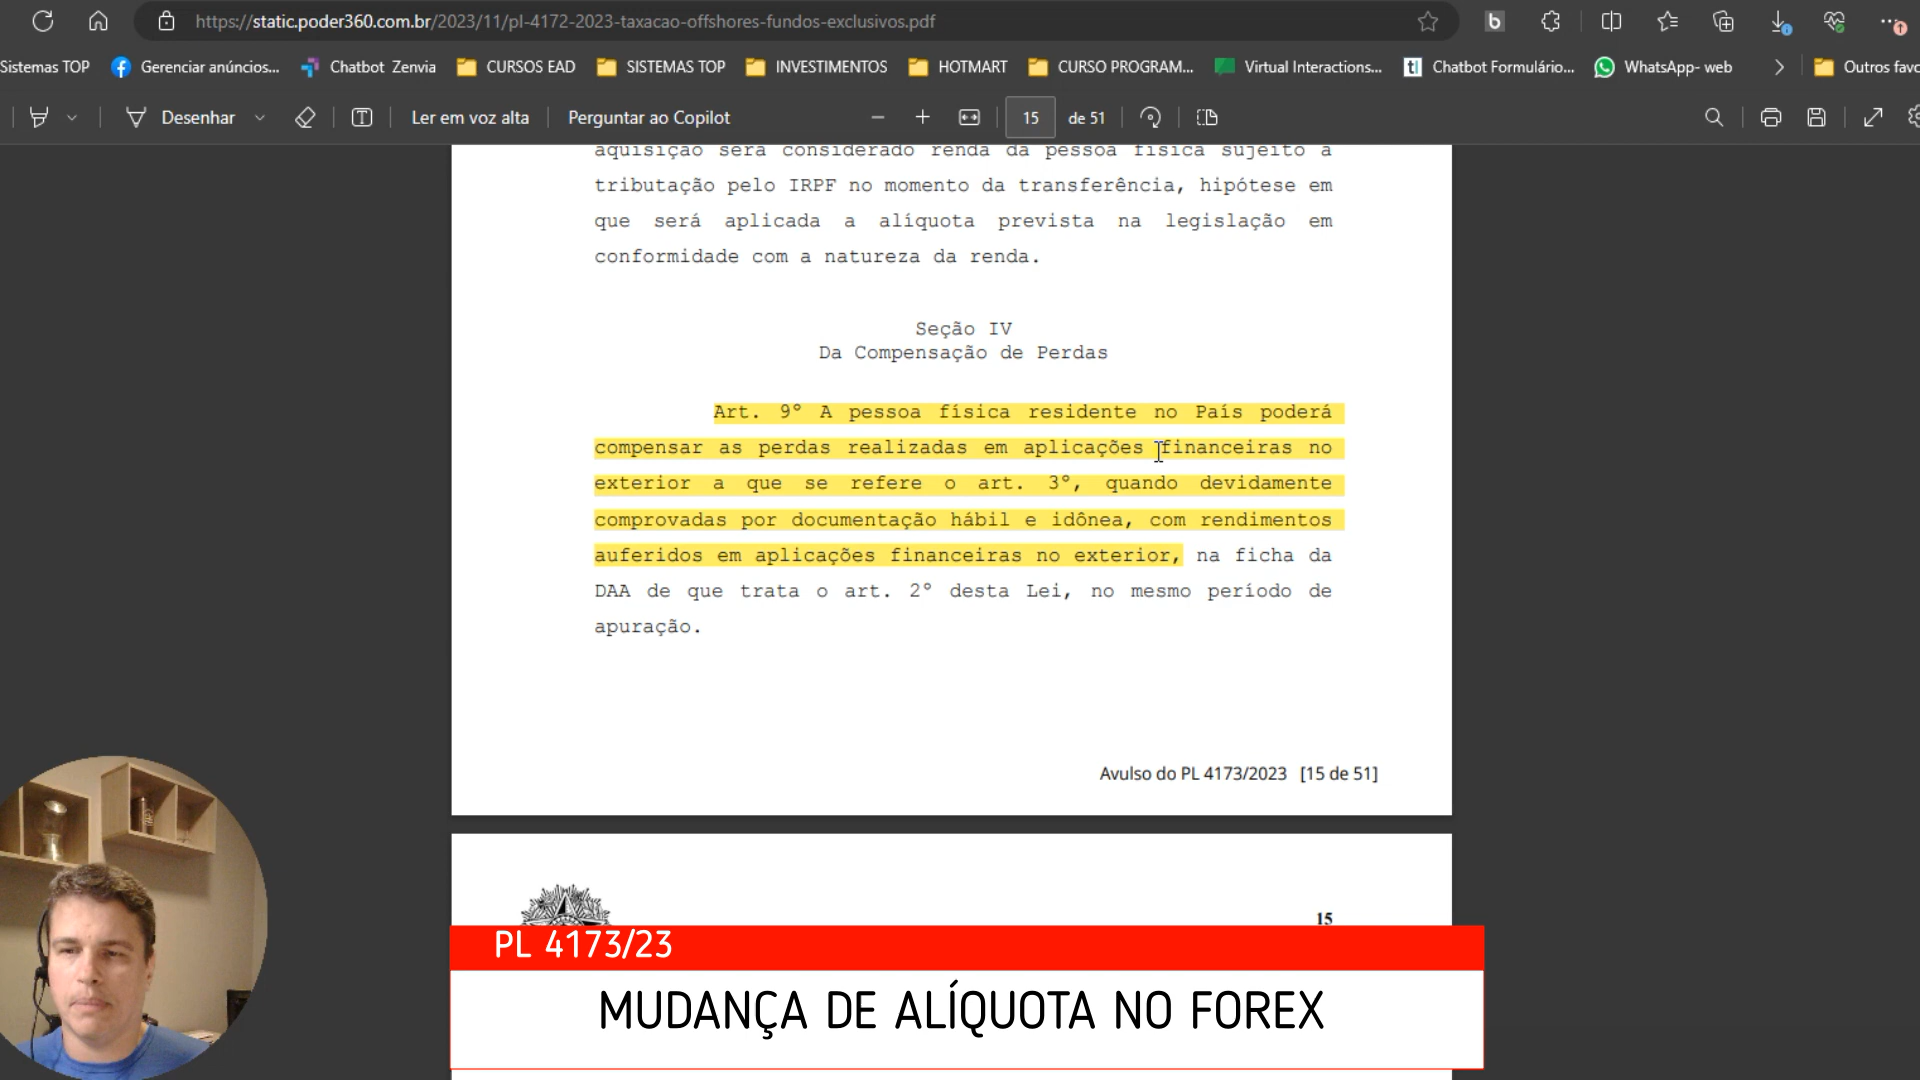 https://static.poder360.com.br/2023/11/pl-4172-2023-taxacao-offshores-fundos-exclusivos.pdf
Sistemas TOP
Gerenciar anúncios...
Chatbot Zenvia
CURSOS EAD
SISTEMAS TOP
INVESTIMENTOS
HOTMART
CURSO PROGRAM...
Virtual Interactions...
Chatbot Formulário...
WhatsApp- web
Outros favo
Desenhar
Ler em voz alta
Perguntar ao Copilot
15 de 51
aquisição será considerado renda da pessoa física sujeito a
tributação pelo IRPF no momento da transferência, hipótese em
que será aplicada a alíquota prevista na legislação em
conformidade com a natureza da renda.
Seção IV
Da Compensação de Perdas
Art. 9º A pessoa física residente no País poderá
compensar as perdas realizadas em aplicações financeiras no
exterior a que se refere o art. 3º, quando devidamente
comprovadas por documentação hábil e idônea, com rendimentos
auferidos em aplicações financeiras no exterior, na ficha da
DAA de que trata o art. 2º desta Lei, no mesmo período de
apuração.
Avulso do PL 4173/2023 [15 de 51]
15
PL 4173/23
MUDANÇA DE ALÍQUOTA NO FOREX